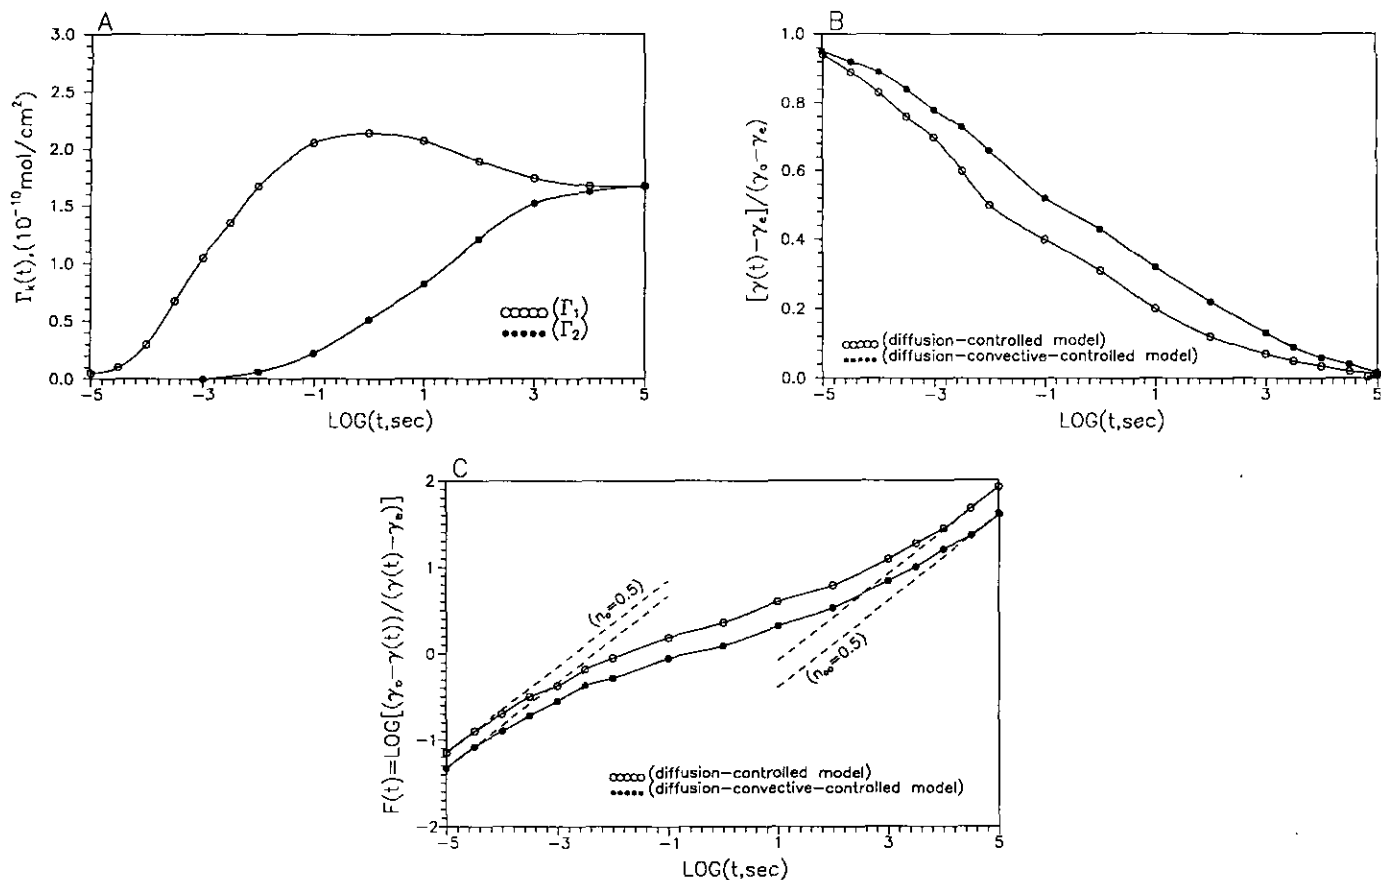 A
3.0
2.5
2.0
1.5
1.0
0.5
0.0
Γₖ(t),(10⁻¹⁰mol/cm²)
(Γ₁)
(Γ₂)
-5 -3 -1 1 3 5
LOG(t,sec)
B
1.0
0.8
0.6
0.4
0.2
0.0
[γ(t)-γₑ]/(γₒ-γₑ)
(diffusion-controlled model)
(diffusion-convective-controlled model)
-5 -3 -1 1 3 5
LOG(t,sec)
C
2
1
0
-1
-2
F(t)=LOG[(γₒ-γ(t))/(γ(t)-γₑ)]
(nₒ=0.5)
(n∞=0.5)
(diffusion-controlled model)
(diffusion-convective-controlled model)
-5 -3 -1 1 3 5
LOG(t,sec)